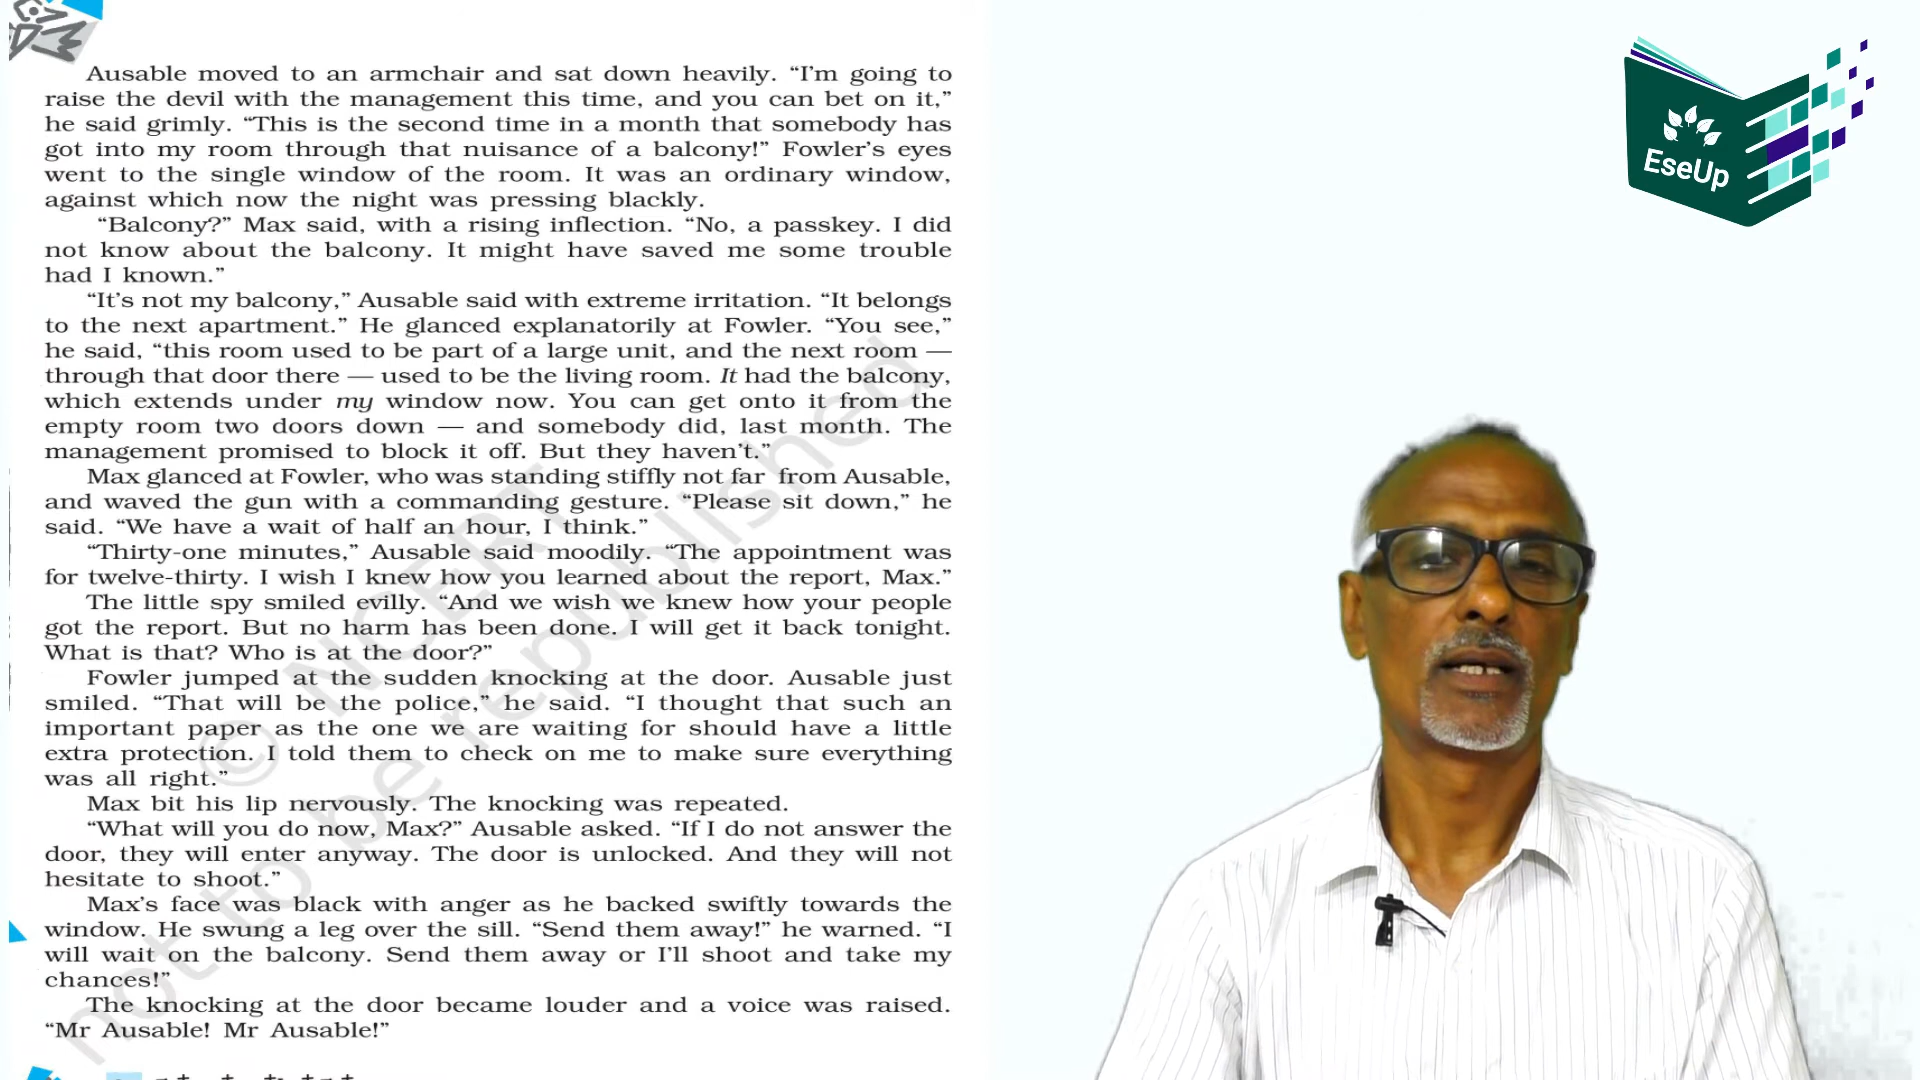 Ausable moved to an armchair and sat down heavily. “I’m going to
raise the devil with the management this time, and you can bet on it,”
he said grimly. “This is the second time in a month that somebody has
got into my room through that nuisance of a balcony!” Fowler’s eyes
went to the single window of the room. It was an ordinary window,
against which now the night was pressing blackly.
“Balcony?” Max said, with a rising inflection. “No, a passkey. I did
not know about the balcony. It might have saved me some trouble
had I known.”
“It’s not my balcony,” Ausable said with extreme irritation. “It belongs
to the next apartment.” He glanced explanatorily at Fowler. “You see,”
he said, “this room used to be part of a large unit, and the next room —
through that door there — used to be the living room. It had the balcony,
which extends under my window now. You can get onto it from the
empty room two doors down — and somebody did, last month. The
management promised to block it off. But they haven’t.”
Max glanced at Fowler, who was standing stiffly not far from Ausable,
and waved the gun with a commanding gesture. “Please sit down,” he
said. “We have a wait of half an hour, I think.”
“Thirty-one minutes,” Ausable said moodily. “The appointment was
for twelve-thirty. I wish I knew how you learned about the report, Max.”
The little spy smiled evilly. “And we wish we knew how your people
got the report. But no harm has been done. I will get it back tonight.
What is that? Who is at the door?”
Fowler jumped at the sudden knocking at the door. Ausable just
smiled. “That will be the police,” he said. “I thought that such an
important paper as the one we are waiting for should have a little
extra protection. I told them to check on me to make sure everything
was all right.”
Max bit his lip nervously. The knocking was repeated.
“What will you do now, Max?” Ausable asked. “If I do not answer the
door, they will enter anyway. The door is unlocked. And they will not
hesitate to shoot.”
Max’s face was black with anger as he backed swiftly towards the
window. He swung a leg over the sill. “Send them away!” he warned. “I
will wait on the balcony. Send them away or I’ll shoot and take my
chances!”
The knocking at the door became louder and a voice was raised.
“Mr Ausable! Mr Ausable!”
© NCERT
not to be republished
EseUp